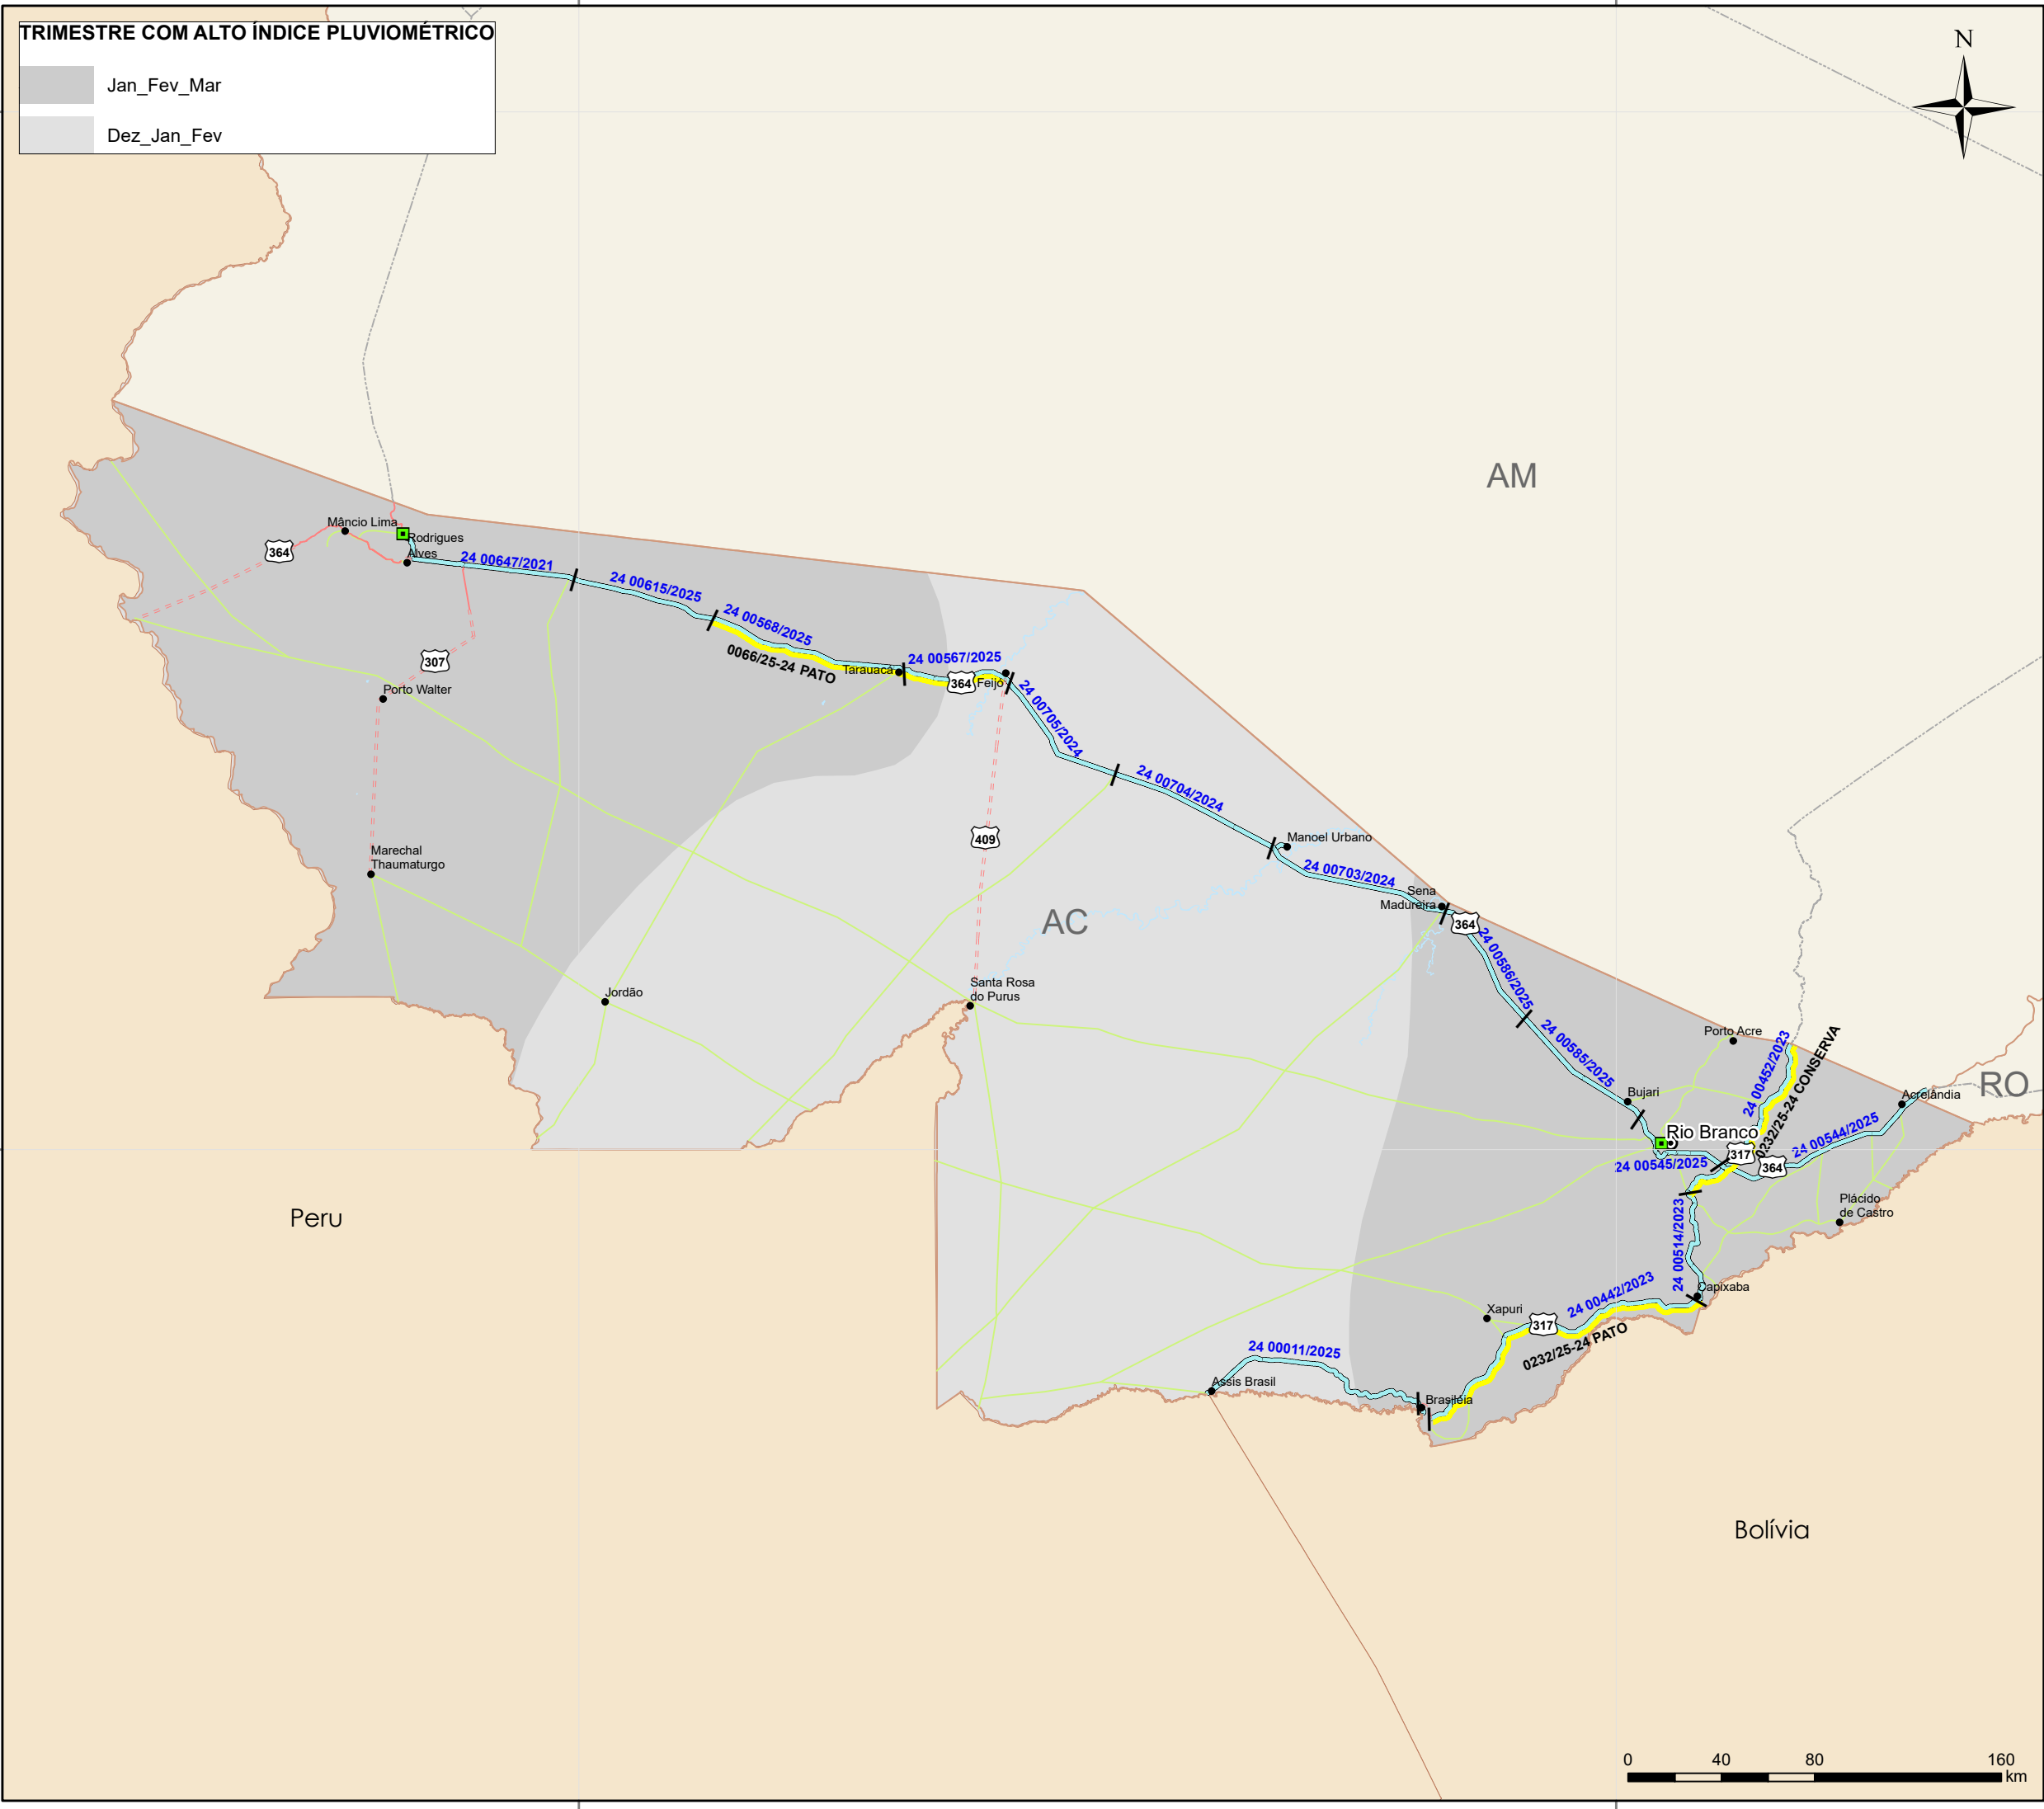 TRIMESTRE COM ALTO ÍNDICE PLUVIOMÉTRICO
Jan_Fev_Mar
Dez_Jan_Fev
N
AM
Mâncio Lima
Rodrigues
Alves
364
24 00647/2021
24 00615/2025
24 00568/2025
0066/25-24 PATO
307
Porto Walter
Tarauacá
24 00567/2025
364
Feijó
24 00705/2024
24 00704/2024
409
Manoel Urbano
24 00703/2024
Marechal
Thaumaturgo
Sena
Madureira
364
AC
24 00586/2025
Jordão
Santa Rosa
do Purus
24 00585/2025
Porto Acre
24 00452/2023
0232/25-24 CONSERVA
RO
Bujari
Acrelândia
Rio Branco
24 00544/2025
317
364
24 00545/2025
Plácido
de Castro
24 00514/2023
Peru
Capixaba
24 00442/2023
Xapuri
317
0232/25-24 PATO
24 00011/2025
Assis Brasil
Brasiléia
Bolívia
0 40 80 160
km